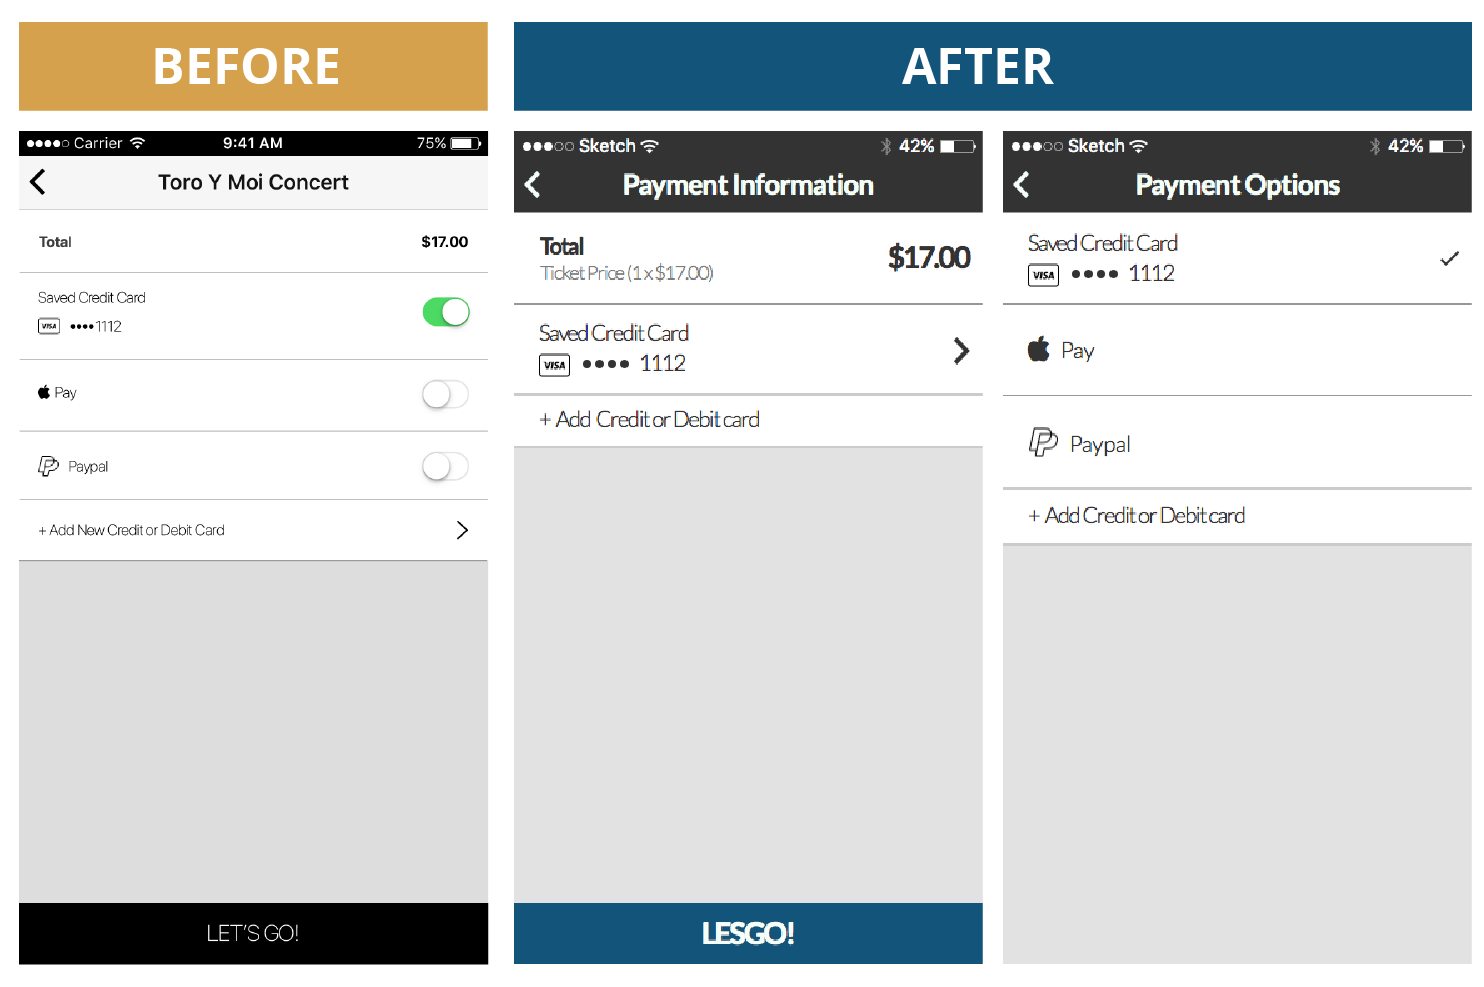 BEFORE
Carrier 9:41 AM 75%
Toro Y Moi Concert
Total $17.00
Saved Credit Card
VISA •••• 1112
Pay
Paypal
+ Add New Credit or Debit Card
LET'S GO!
AFTER
Sketch 42%
Payment Information
Total
$17.00
Ticket Price (1 x $17.00)
Saved Credit Card
VISA •••• 1112
+ Add Credit or Debit card
LESGO!
Sketch 42%
Payment Options
Saved Credit Card
VISA •••• 1112
Pay
Paypal
+ Add Credit or Debit card